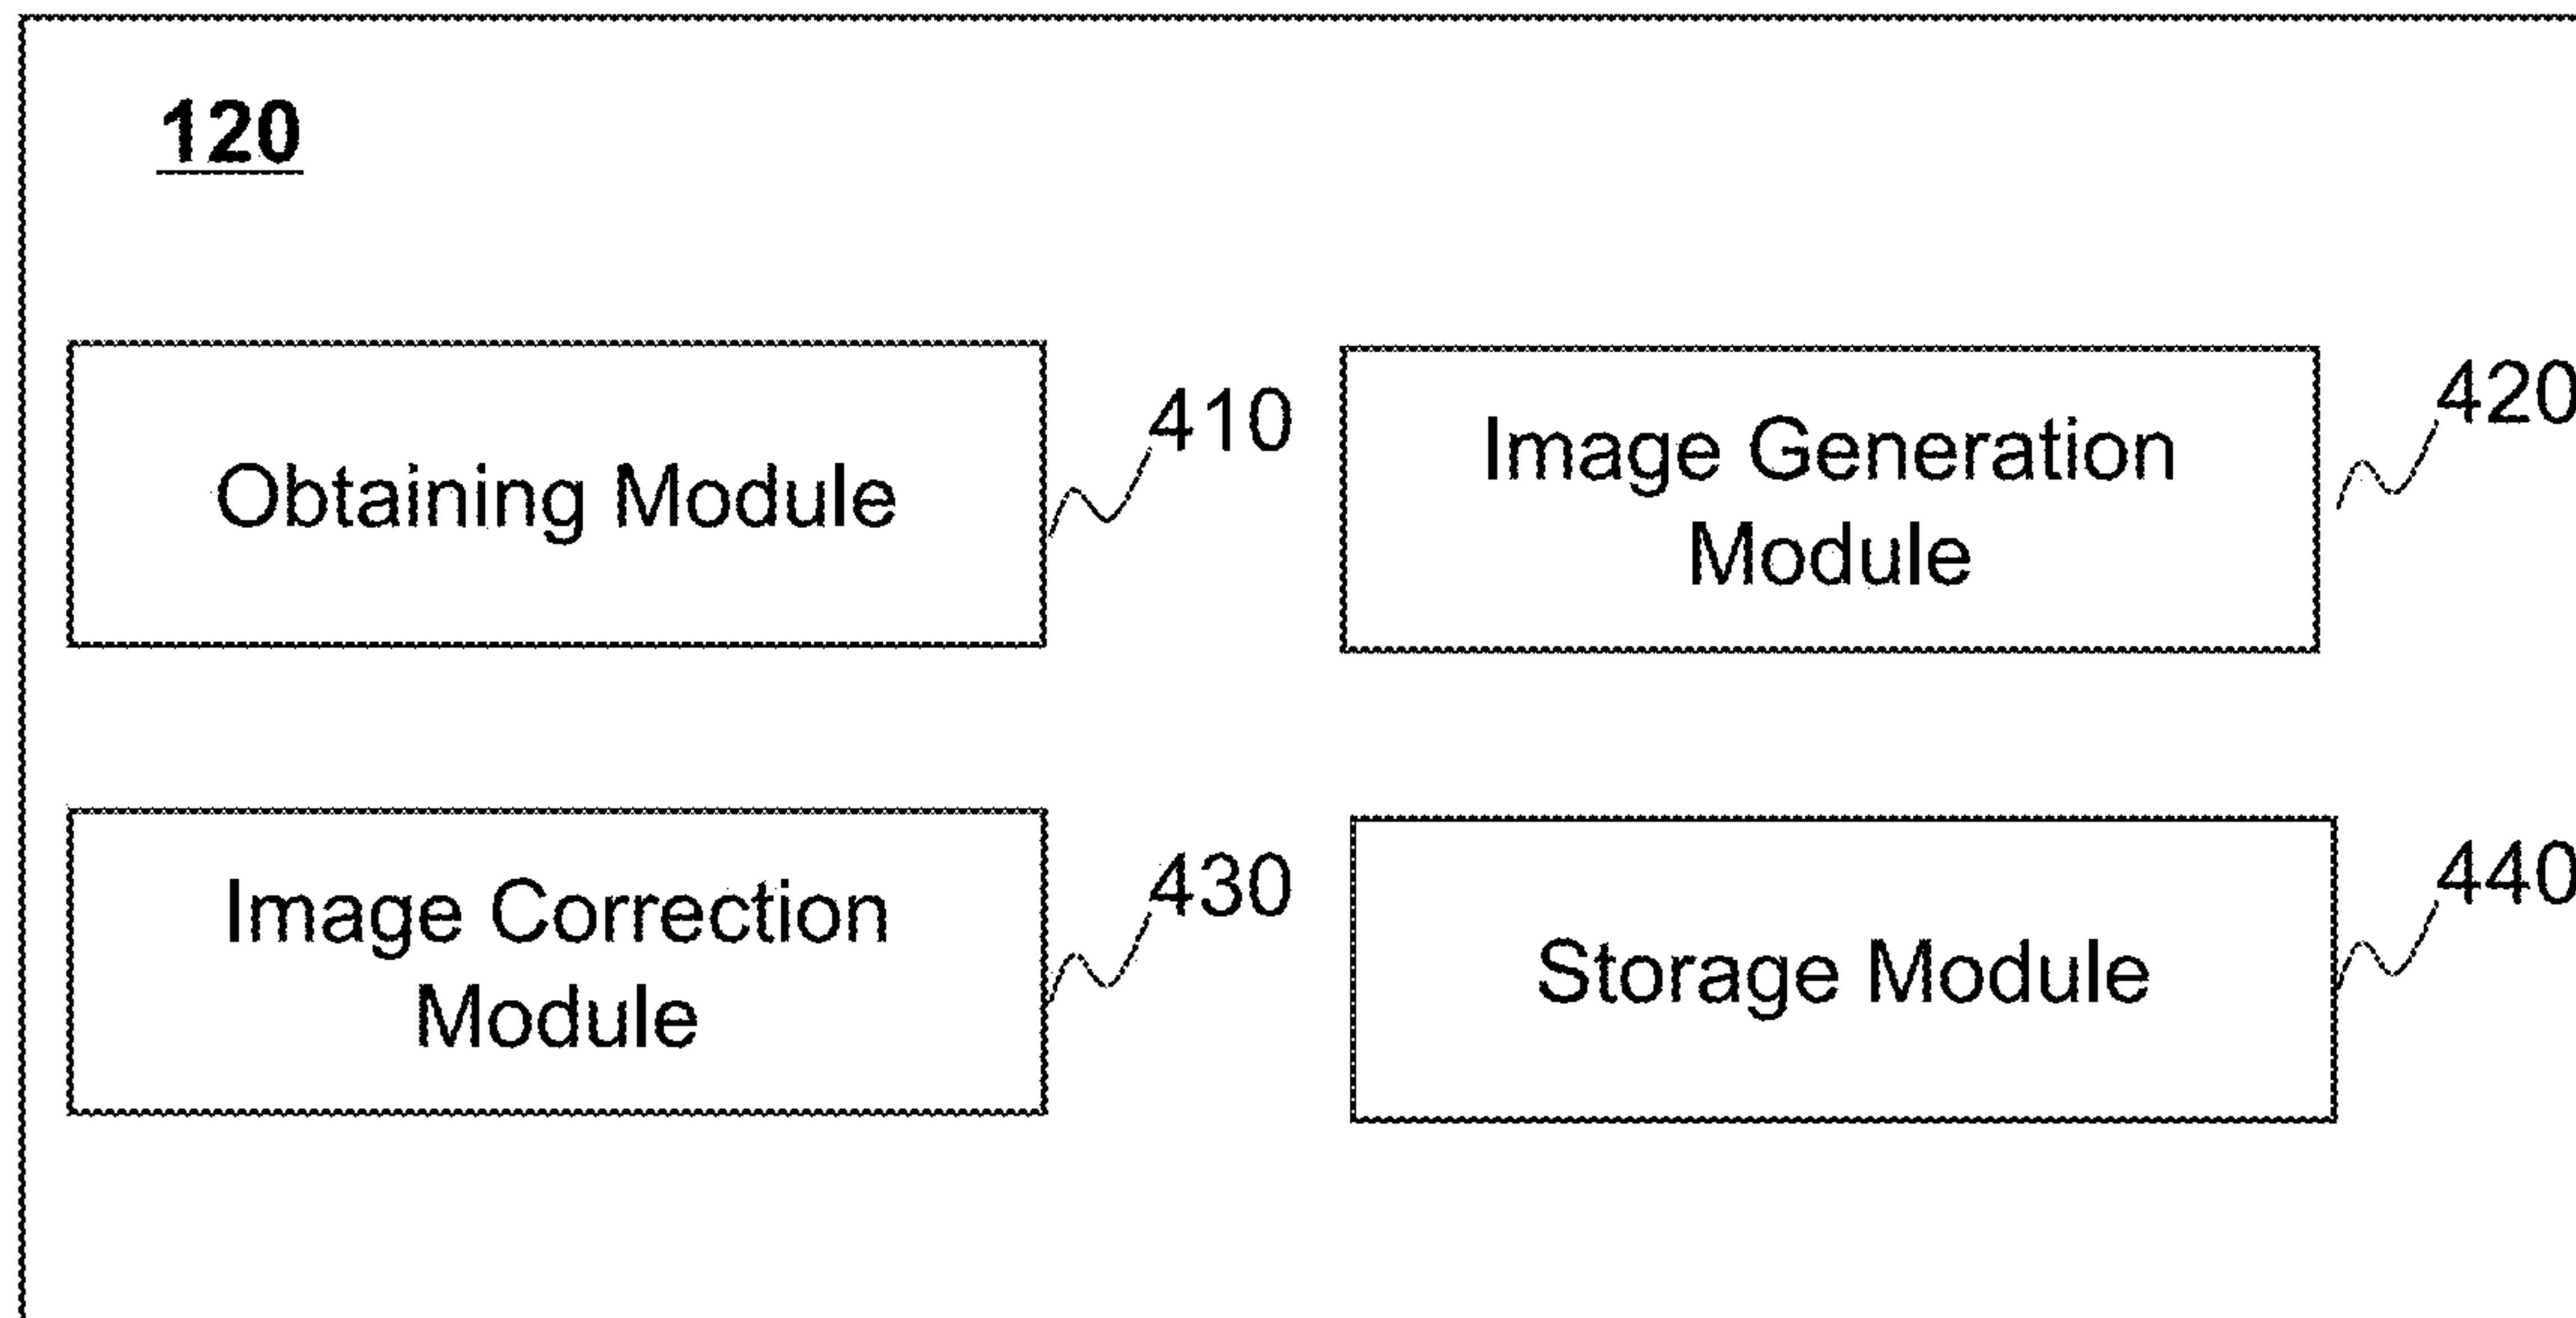 120
Obtaining Module
410
Image Generation
Module
420
Image Correction
Module
430
Storage Module
440